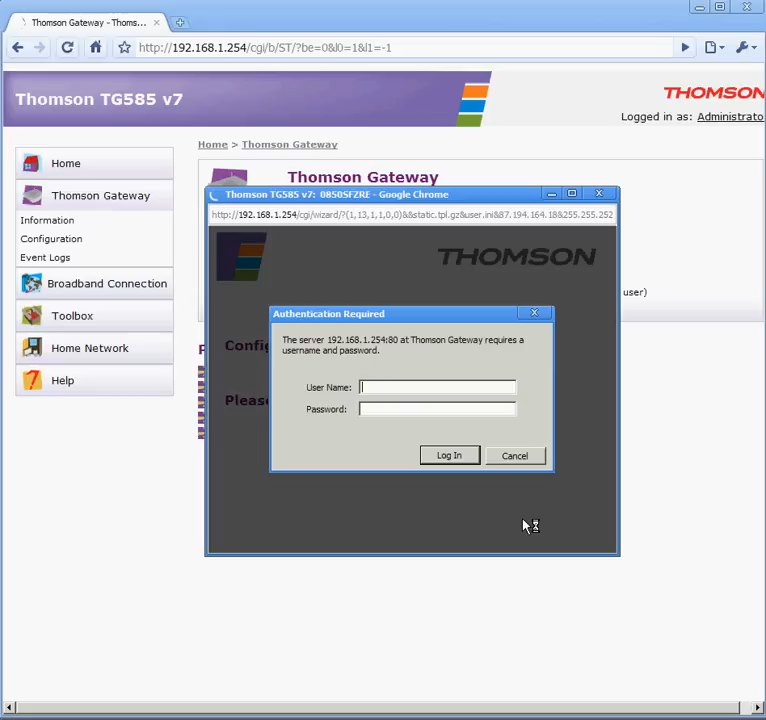 Thomson Gateway - Thoms...
http://192.168.1.254/cgi/b/ST/?be=0&l0=1&l1=-1
Thomson TG585 v7
THOMSON
Logged in as: Administrato
Home > Thomson Gateway
Home
Thomson Gateway
Information
Configuration
Event Logs
Broadband Connection
Toolbox
Home Network
Help
Thomson Gateway
user)
Thomson TG585 v7: 0850SFZRE - Google Chrome
http://192.168.1.254/cgi/wizard/?(1,13,1,1,0,0)&&static.tpl.gz&user.ini&87.194.164.18&255.255.252
THOMSON
Config
Please
Authentication Required
The server 192.168.1.254:80 at Thomson Gateway requires a
username and password.
User Name:
Password:
Log In
Cancel